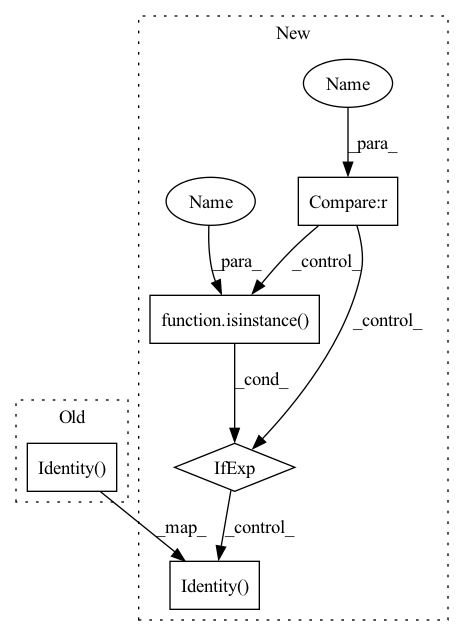 New
Name
_para_
Name
Compare:r
_para_
_control_
function.isinstance()
_control_
_cond_
Old
Identity()
IfExp
_map_
_control_
Identity()